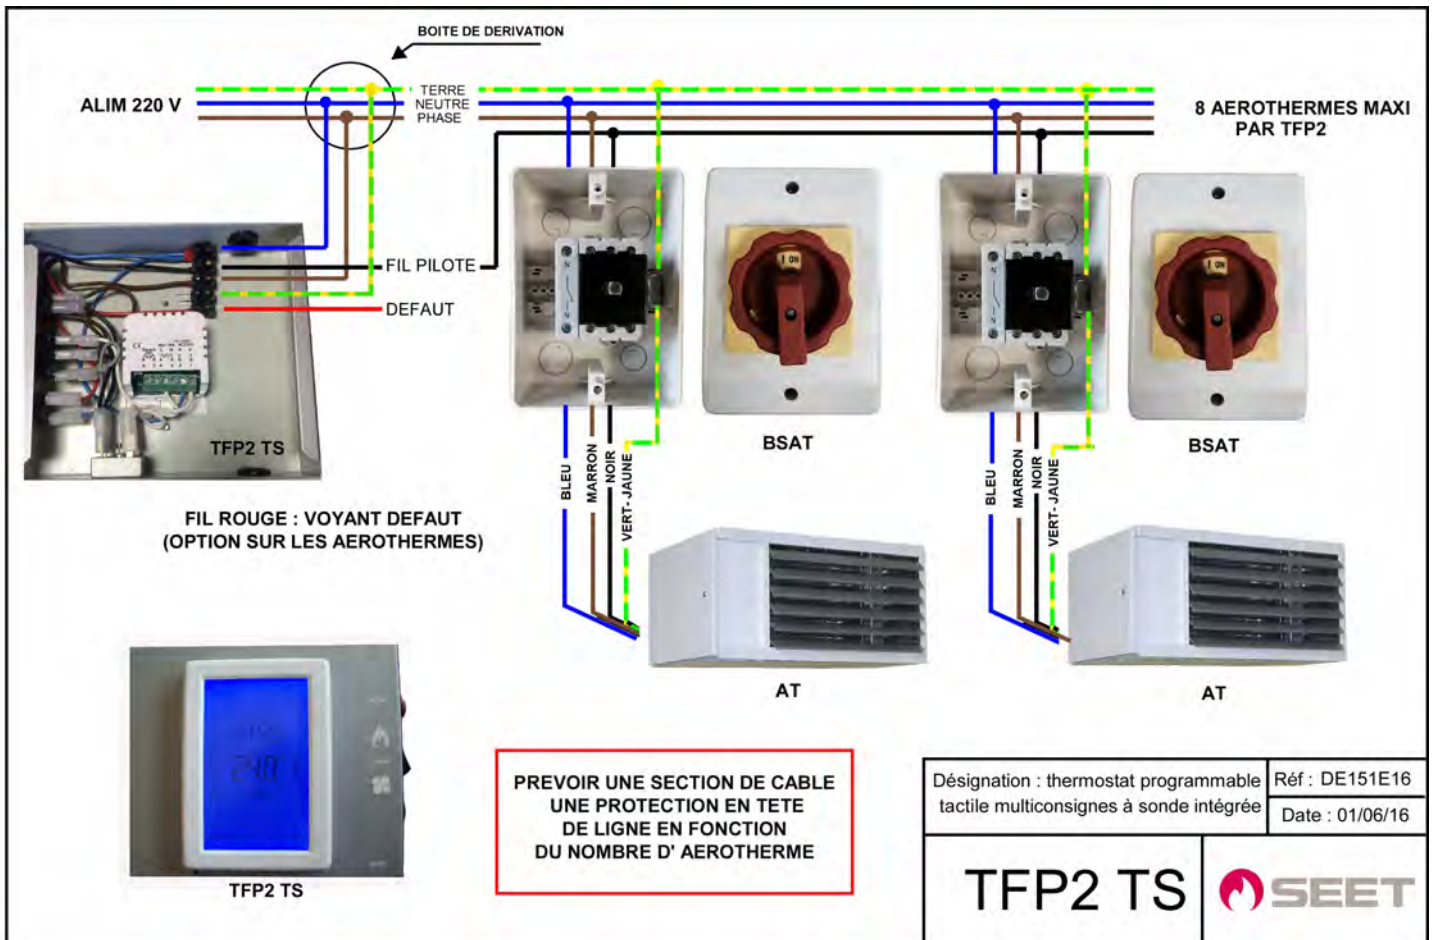 BOITE DE DERIVATION
ALIM 220 V
TERRE
NEUTRE
PHASE
8 AEROTHERMES MAXI
PAR TFP2
FIL PILOTE
DEFAUT
TFP2 TS
BSAT
BSAT
BLEU
MARRON
NOIR
VERT- JAUNE
BLEU
MARRON
NOIR
VERT- JAUNE
FIL ROUGE : VOYANT DEFAUT
(OPTION SUR LES AEROTHERMES)
AT
AT
TFP2 TS
PREVOIR UNE SECTION DE CABLE
UNE PROTECTION EN TETE
DE LIGNE EN FONCTION
DU NOMBRE D' AEROTHERME
Désignation : thermostat programmable
tactile multiconsignes à sonde intégrée
Réf : DE151E16
Date : 01/06/16
TFP2 TS
SEET